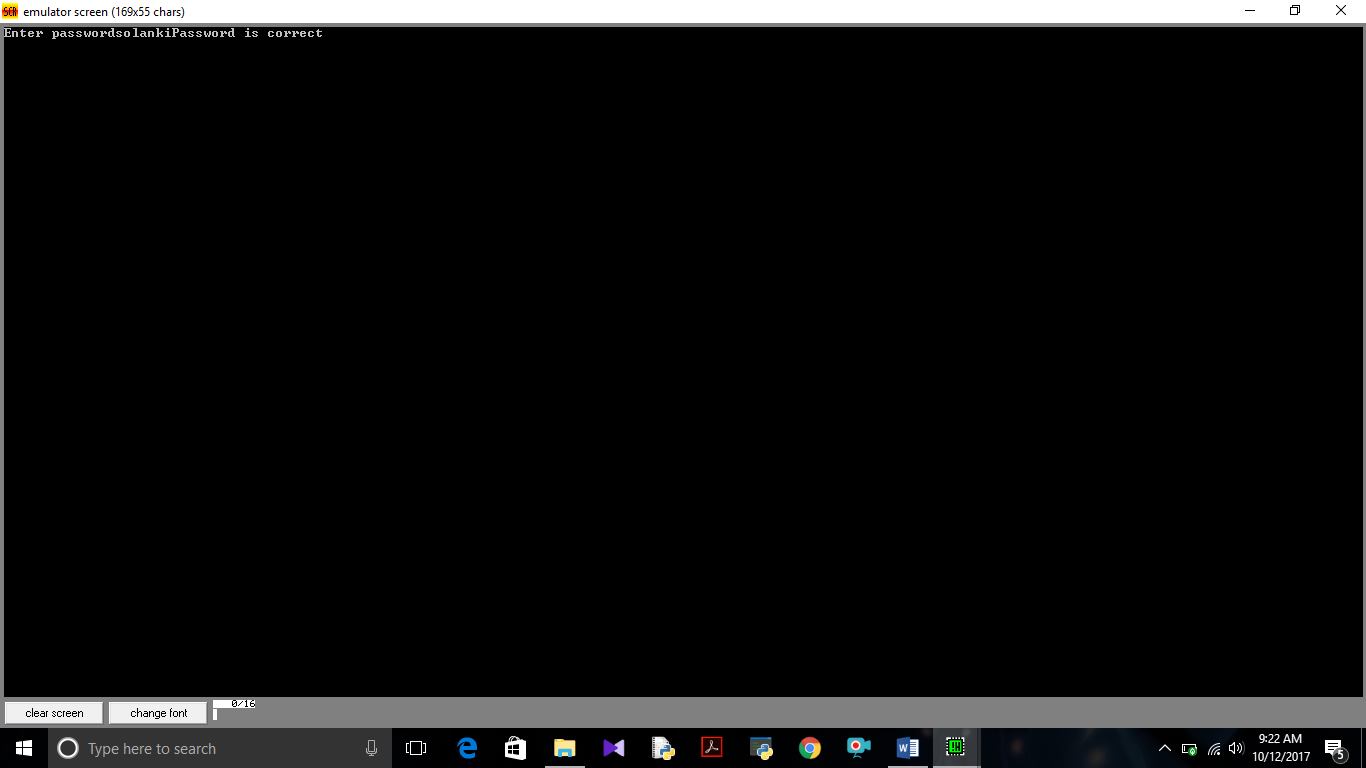 emulator screen (169x55 chars)
Enter passwordsolankiPassword is correct
clear screen
change font
0/16
Type here to search
9:22 AM
10/12/2017
5